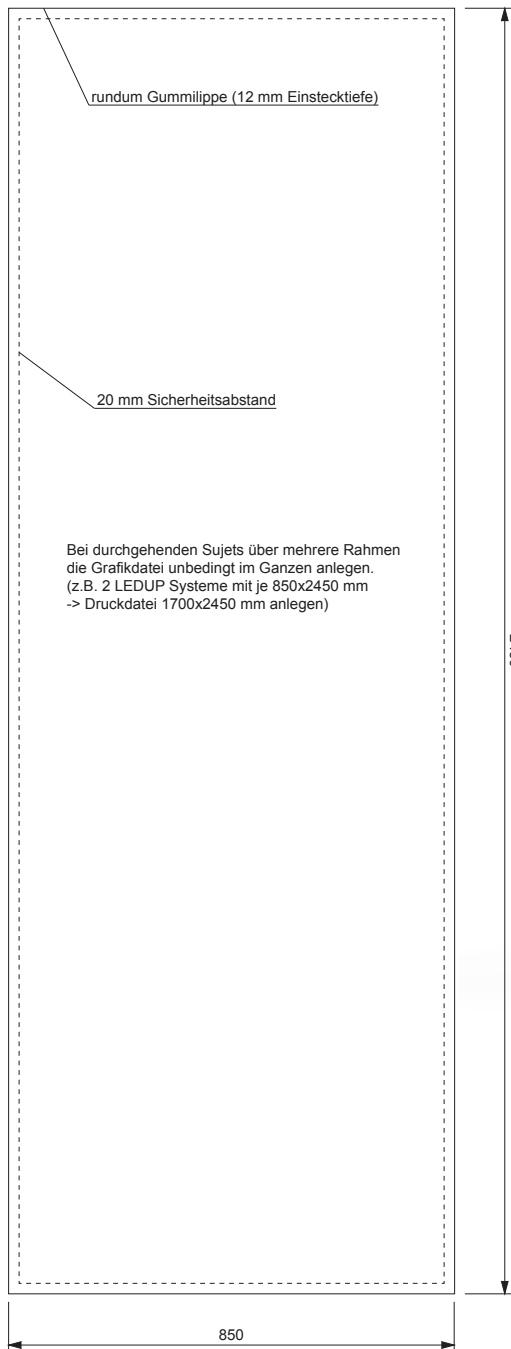 rundum Gummilippe (12 mm Einstecktiefe)
20 mm Sicherheitsabstand
Bei durchgehenden Sujets über mehrere Rahmen
die Grafikdatei unbedingt im Ganzen anlegen.
(z.B. 2 LEDUP Systeme mit je 850x2450 mm
-> Druckdatei 1700x2450 mm anlegen)
850